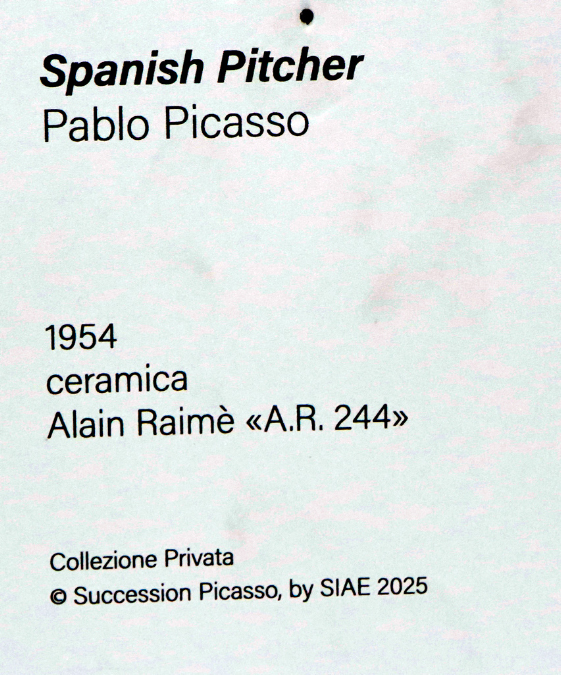 Spanish Pitcher
Pablo Picasso
1954
ceramica
Alain Raimè «A.R. 244»
Collezione Privata
© Succession Picasso, by SIAE 2025